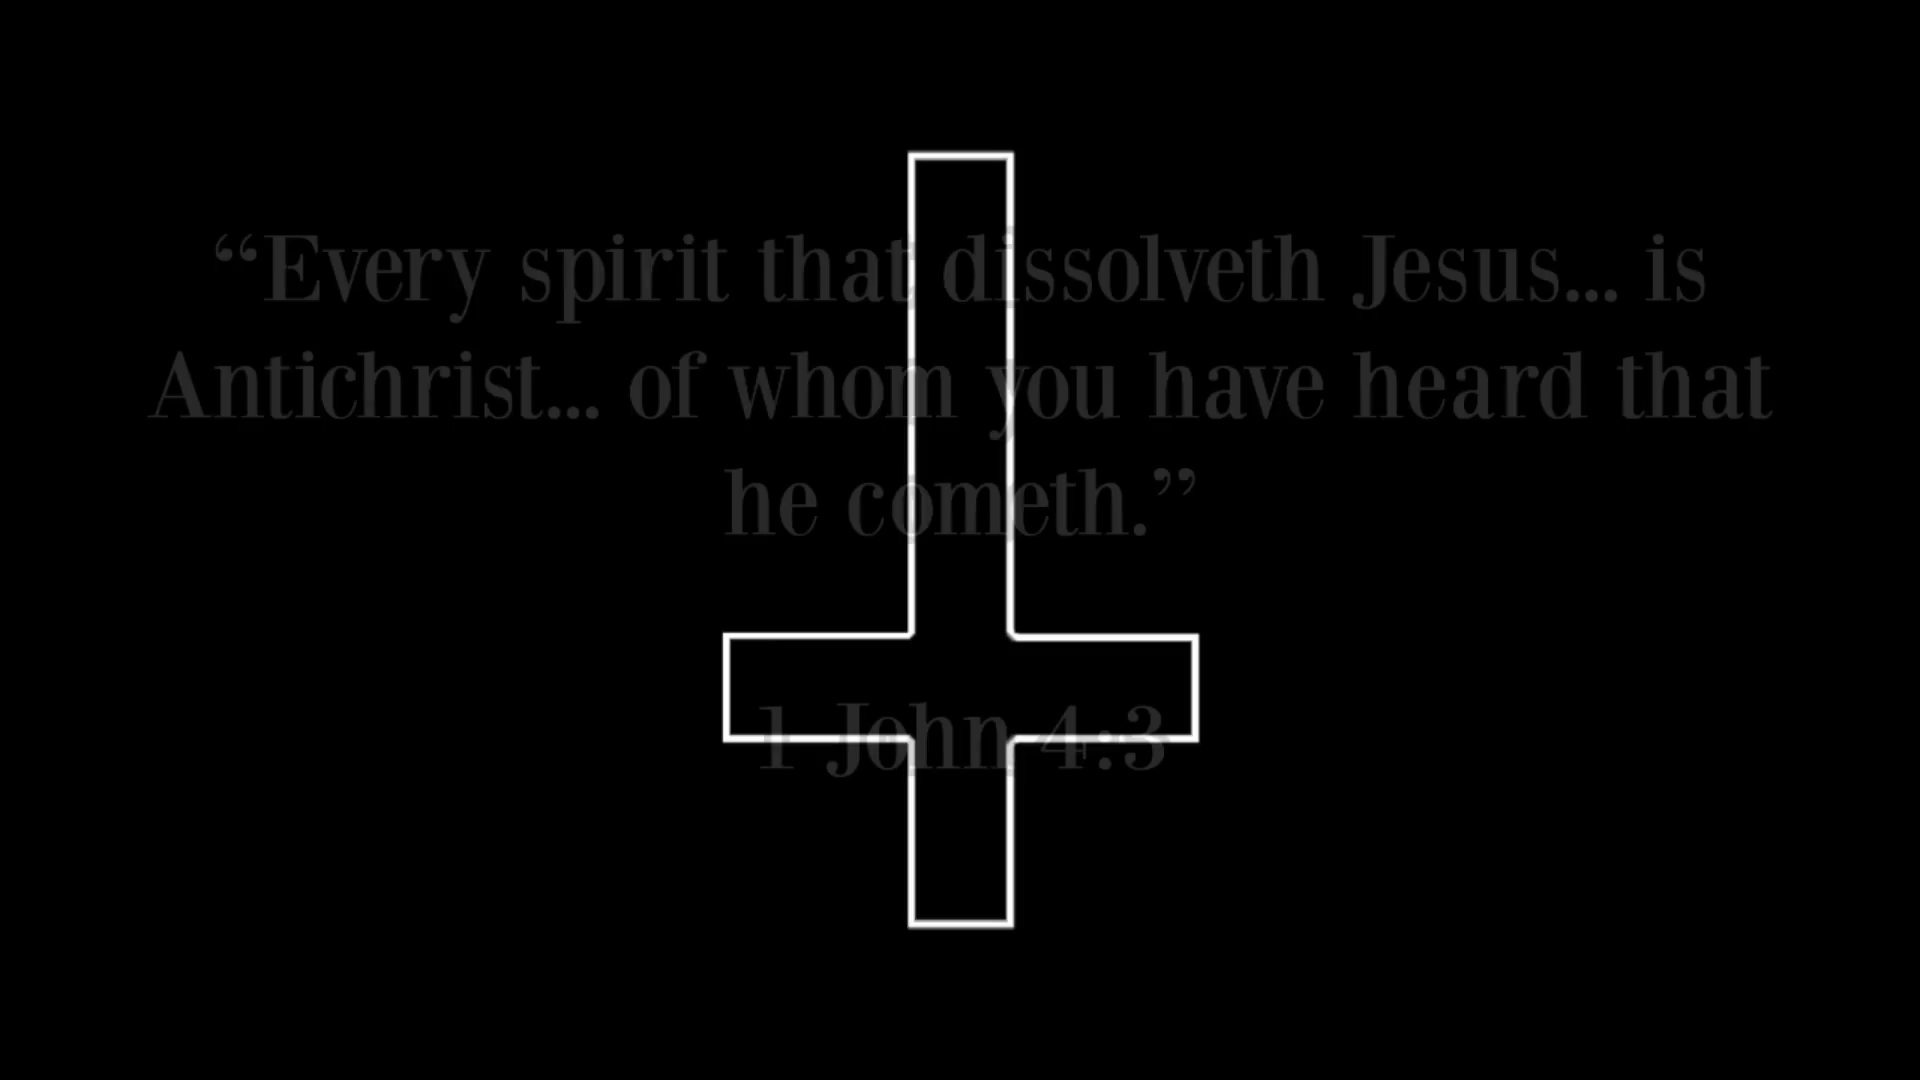 “Every spirit that dissolveth Jesus... is
Antichrist... of whom you have heard that
he cometh.”
1 John 4:3